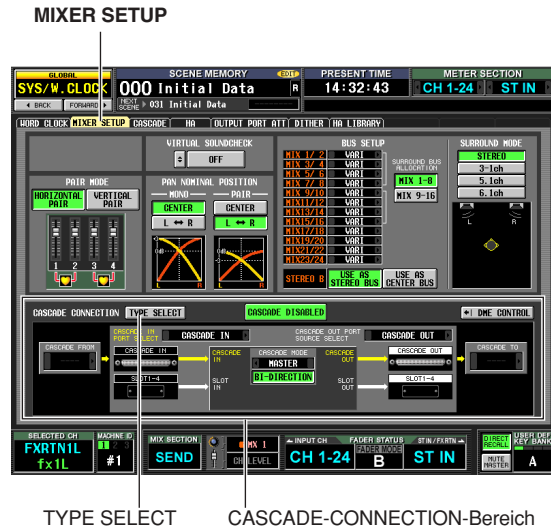 MIXER SETUP
GLOBAL SCENE MEMORY EDIT PRESENT TIME METER SECTION
SYS/W.CLOCK 000 Initial Data R 14:32:43 CH 1-24 ST IN
BACK FORWARD NEXT SCENE 031 Initial Data
WORD CLOCK MIXER SETUP CASCADE HA OUTPUT PORT ATT DITHER HA LIBRARY
VIRTUAL SOUNDCHECK
OFF
BUS SETUP
MIX 1/ 2 VARI
MIX 3/ 4 VARI
MIX 5/ 6 VARI
MIX 7/ 8 VARI
MIX 9/10 VARI
MIX11/12 VARI
MIX13/14 VARI
MIX15/16 VARI
MIX17/18 VARI
MIX19/20 VARI
MIX21/22 VARI
MIX23/24 VARI
SURROUND BUS ALLOCATION
MIX 1-8
MIX 9-16
STEREO B USE AS STEREO BUS USE AS CENTER BUS
SURROUND MODE
STEREO
3-1ch
5.1ch
6.1ch
L R
PAIR MODE
HORIZONTAL PAIR VERTICAL PAIR
1 2 3 4
PAN NOMINAL POSITION
MONO PAIR
CENTER CENTER
L ↔ R L ↔ R
L R L R
CASCADE CONNECTION TYPE SELECT CASCADE DISABLED DME CONTROL
CASCADE IN PORT SELECT CASCADE IN CASCADE OUT PORT SOURCE SELECT CASCADE OUT
CASCADE FROM CASCADE IN CASCADE IN CASCADE MODE CASCADE OUT CASCADE OUT CASCADE TO
MASTER
BI-DIRECTION
SLOT1-4 SLOT IN SLOT OUT SLOT1-4
SELECTED CH MACHINE ID MIX SECTION INPUT CH FADER STATUS ST IN/FXRTN
FXRTN1L 1 2 3 SEND MX 1 CH 1-24 FADER MODE ST IN DIRECT RECALL USER DEF KEY BANK
fx1L #1 CH LEVEL B MUTE MASTER A
TYPE SELECT CASCADE-CONNECTION-Bereich